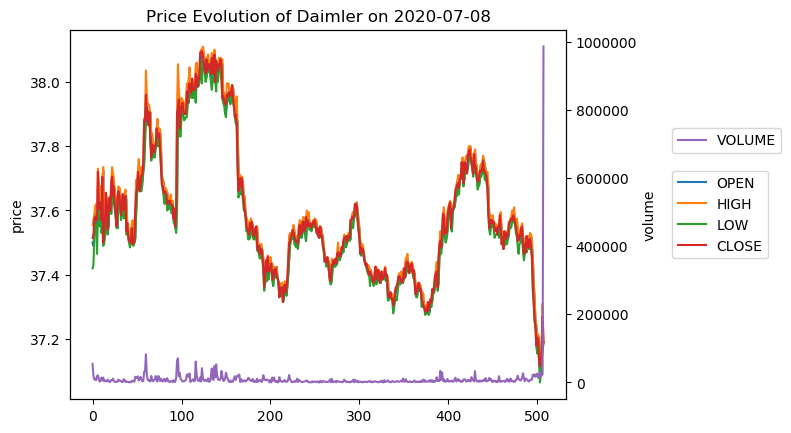 Price Evolution of Daimler on 2020-07-08
price
38.0
37.8
37.6
37.4
37.2
0
100
200
300
400
500
1000000
800000
600000
400000
200000
0
volume
VOLUME
OPEN
HIGH
LOW
CLOSE